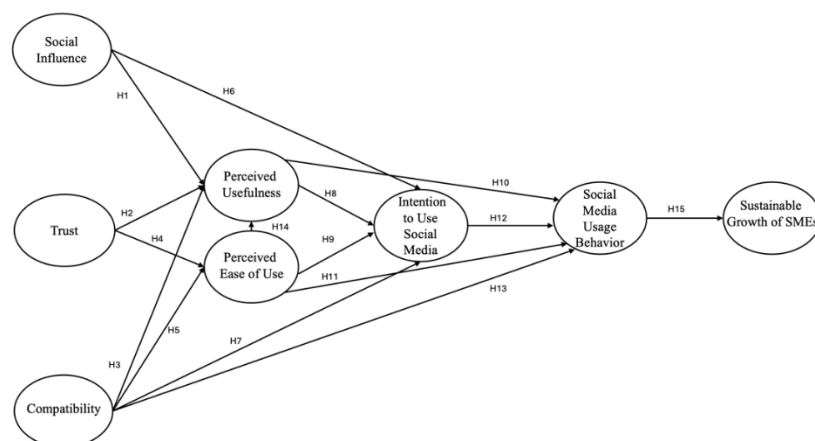 Social
Influence
H6
H1
Perceived
Usefulness
H10
H8
Intention
to Use
Social
Media
Social
Media
Usage
Behavior
Sustainable
Growth of SMEs
H2
Trust
H4
H14
H12
H15
H9
Perceived
Ease of Use
H11
H13
H5
H7
H3
Compatibility